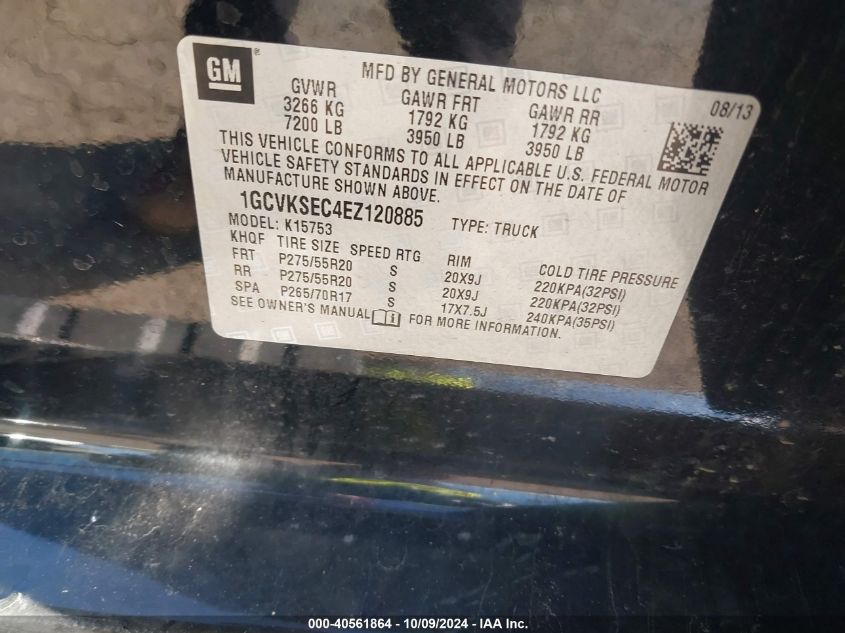 GM ®
MFD BY GENERAL MOTORS LLC
08/13
GVWR GAWR FRT GAWR RR
3266 KG 1792 KG 1792 KG
7200 LB 3950 LB 3950 LB
THIS VEHICLE CONFORMS TO ALL APPLICABLE U.S. FEDERAL MOTOR
VEHICLE SAFETY STANDARDS IN EFFECT ON THE DATE OF
MANUFACTURE SHOWN ABOVE.
1GCVKSEC4EZ120885 TYPE: TRUCK
MODEL: K15753
KHQF TIRE SIZE SPEED RTG RIM COLD TIRE PRESSURE
FRT P275/55R20 S 20X9J 220KPA(32PSI)
RR P275/55R20 S 20X9J 220KPA(32PSI)
SPA P265/70R17 S 17X7.5J 240KPA(35PSI)
SEE OWNER'S MANUAL i FOR MORE INFORMATION.
000-40561864 - 10/09/2024 - IAA Inc.